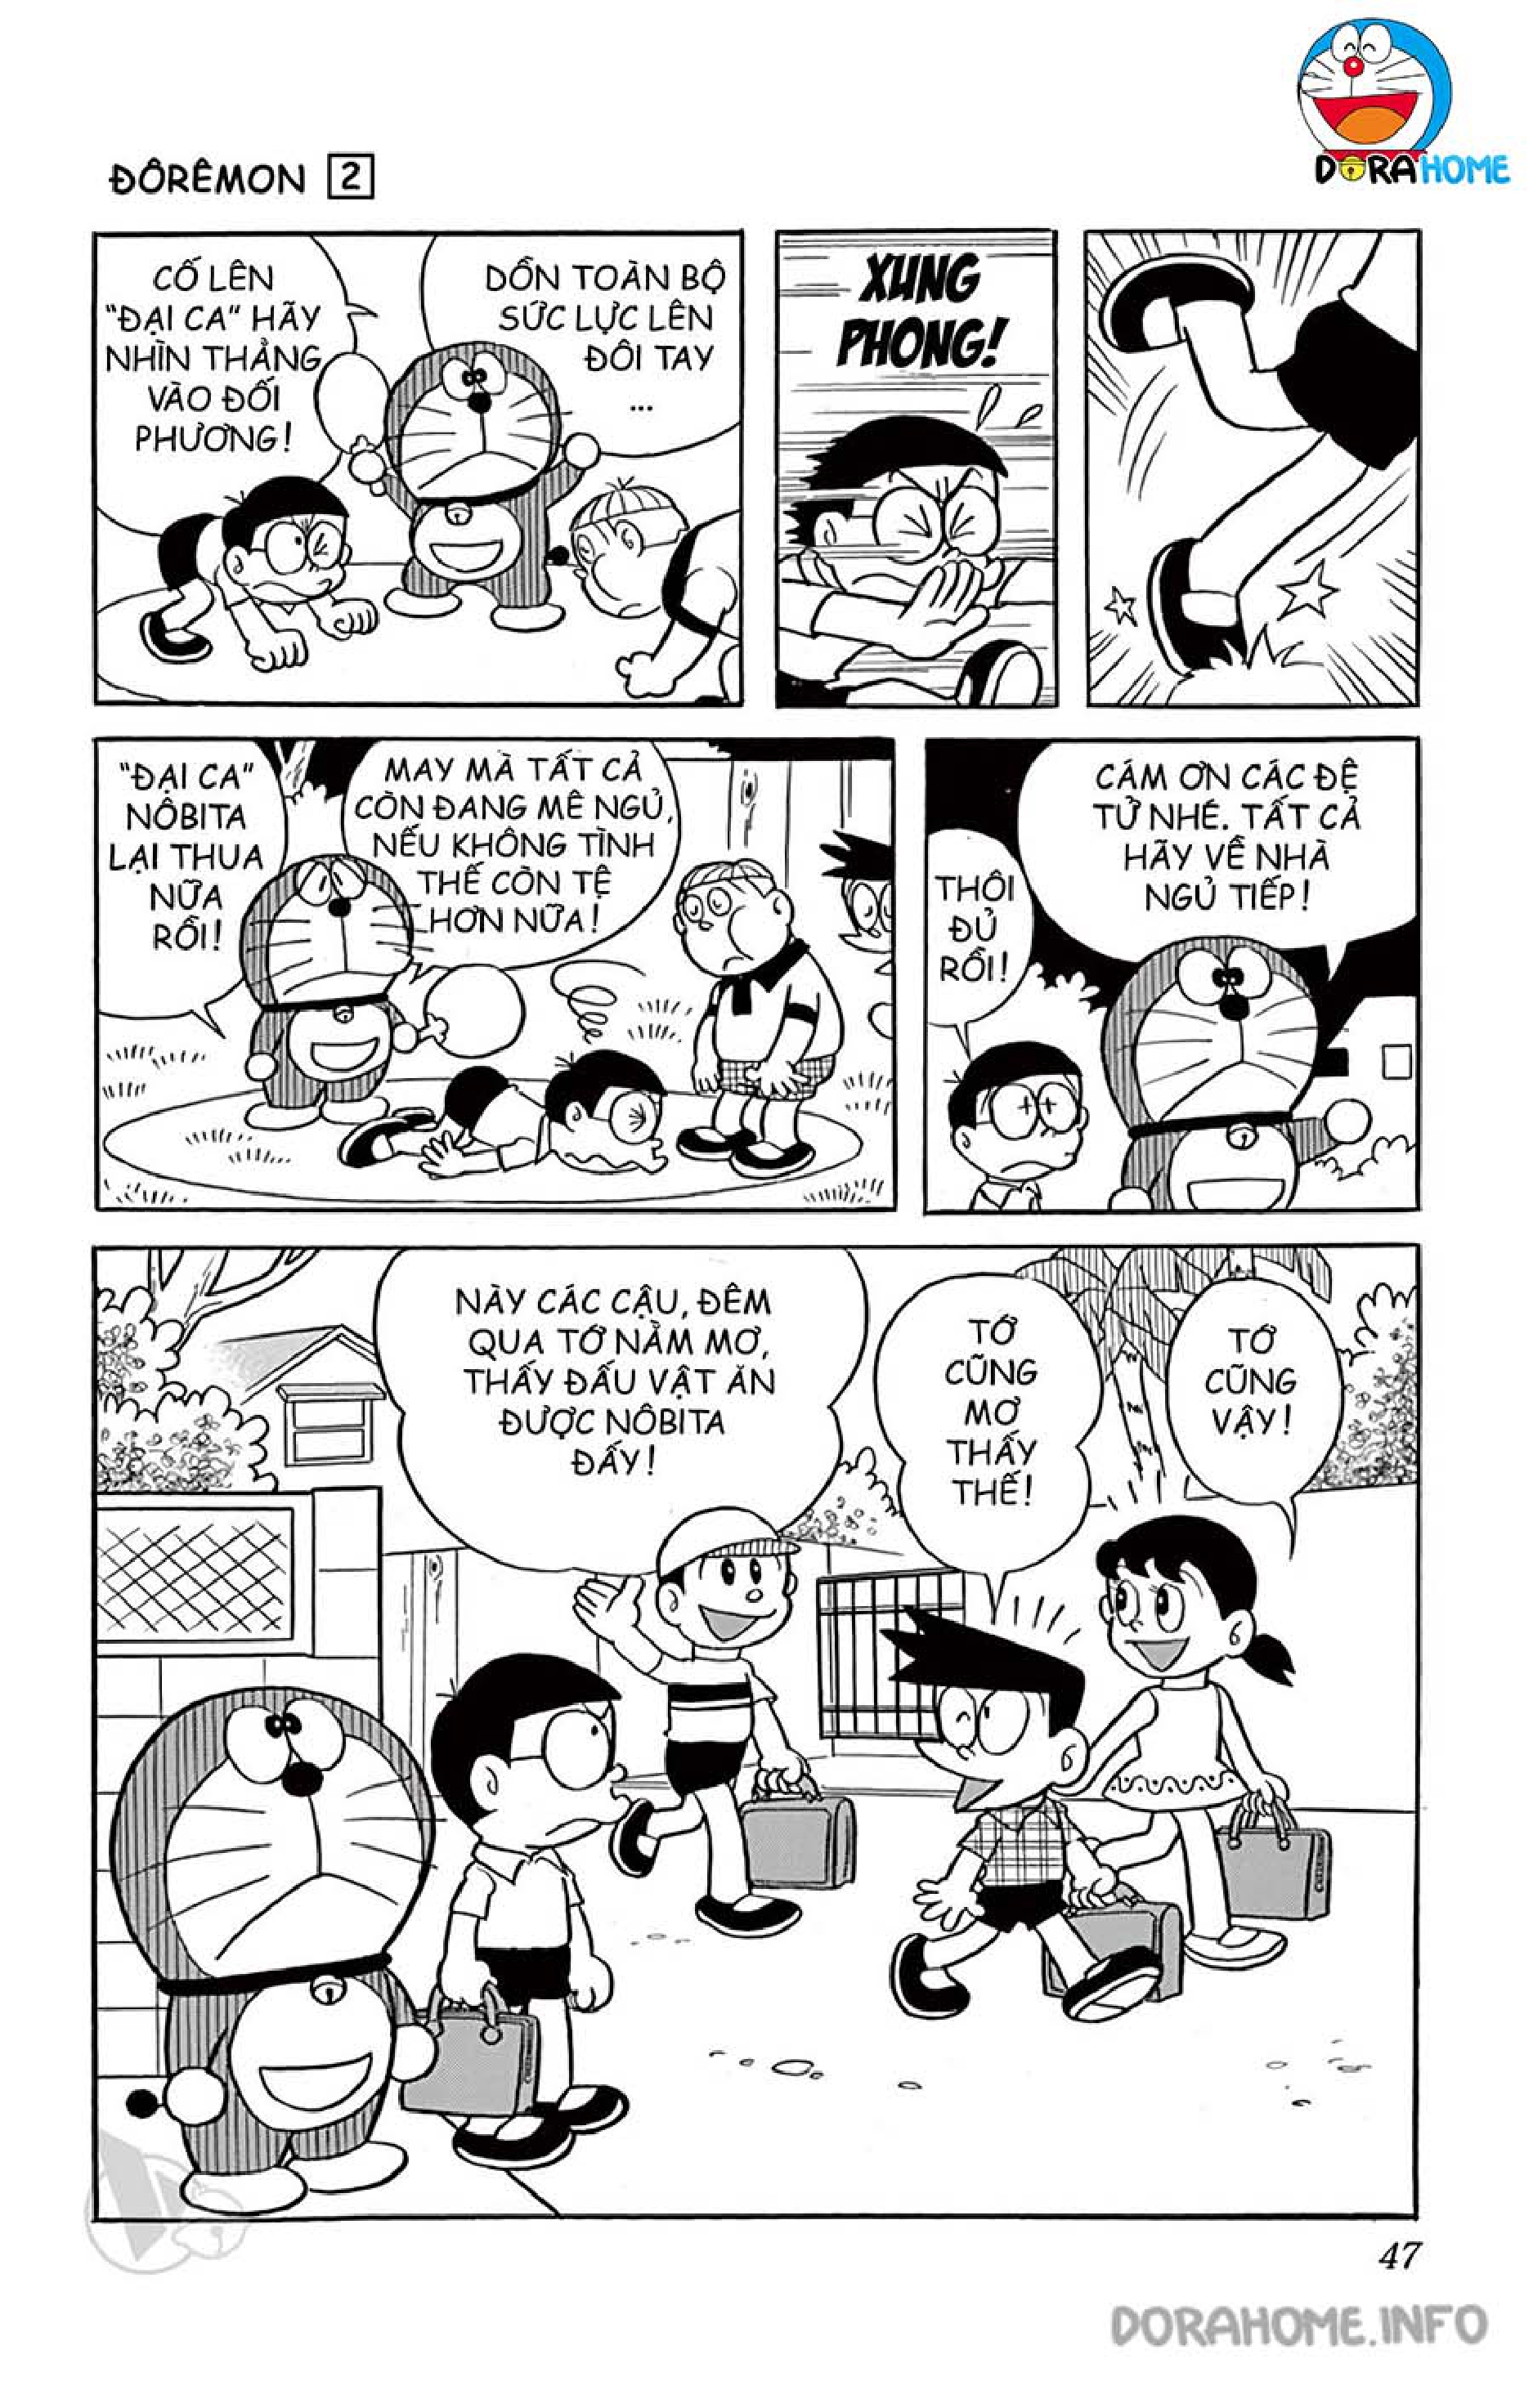 DORAHOME
ĐÔRÊMON 2
CỐ LÊN
"ĐẠI CA" HÃY
NHÌN THẲNG
VÀO ĐỐI
PHƯƠNG!
DỒN TOÀN BỘ
SỨC LỰC LÊN
ĐÔI TAY
...
XUNG
PHONG!
"ĐẠI CA"
NÔBITA
LẠI THUA
NỮA
RỒI!
MAY MÀ TẤT CẢ
CÒN ĐANG MÊ NGỦ,
NẾU KHÔNG TÌNH
THẾ CÒN TỆ
HƠN NỮA!
THÔI
ĐỦ
RỒI!
CÁM ƠN CÁC ĐỆ
TỬ NHÉ. TẤT CẢ
HÃY VỀ NHÀ
NGỦ TIẾP!
NÀY CÁC CẬU, ĐÊM
QUA TỚ NẰM MƠ,
THẤY ĐẤU VẬT ĂN
ĐƯỢC NÔBITA
ĐẤY!
TỚ
CŨNG
MƠ
THẤY
THẾ!
TỚ
CŨNG
VẬY!
47
DORAHOME.INFO